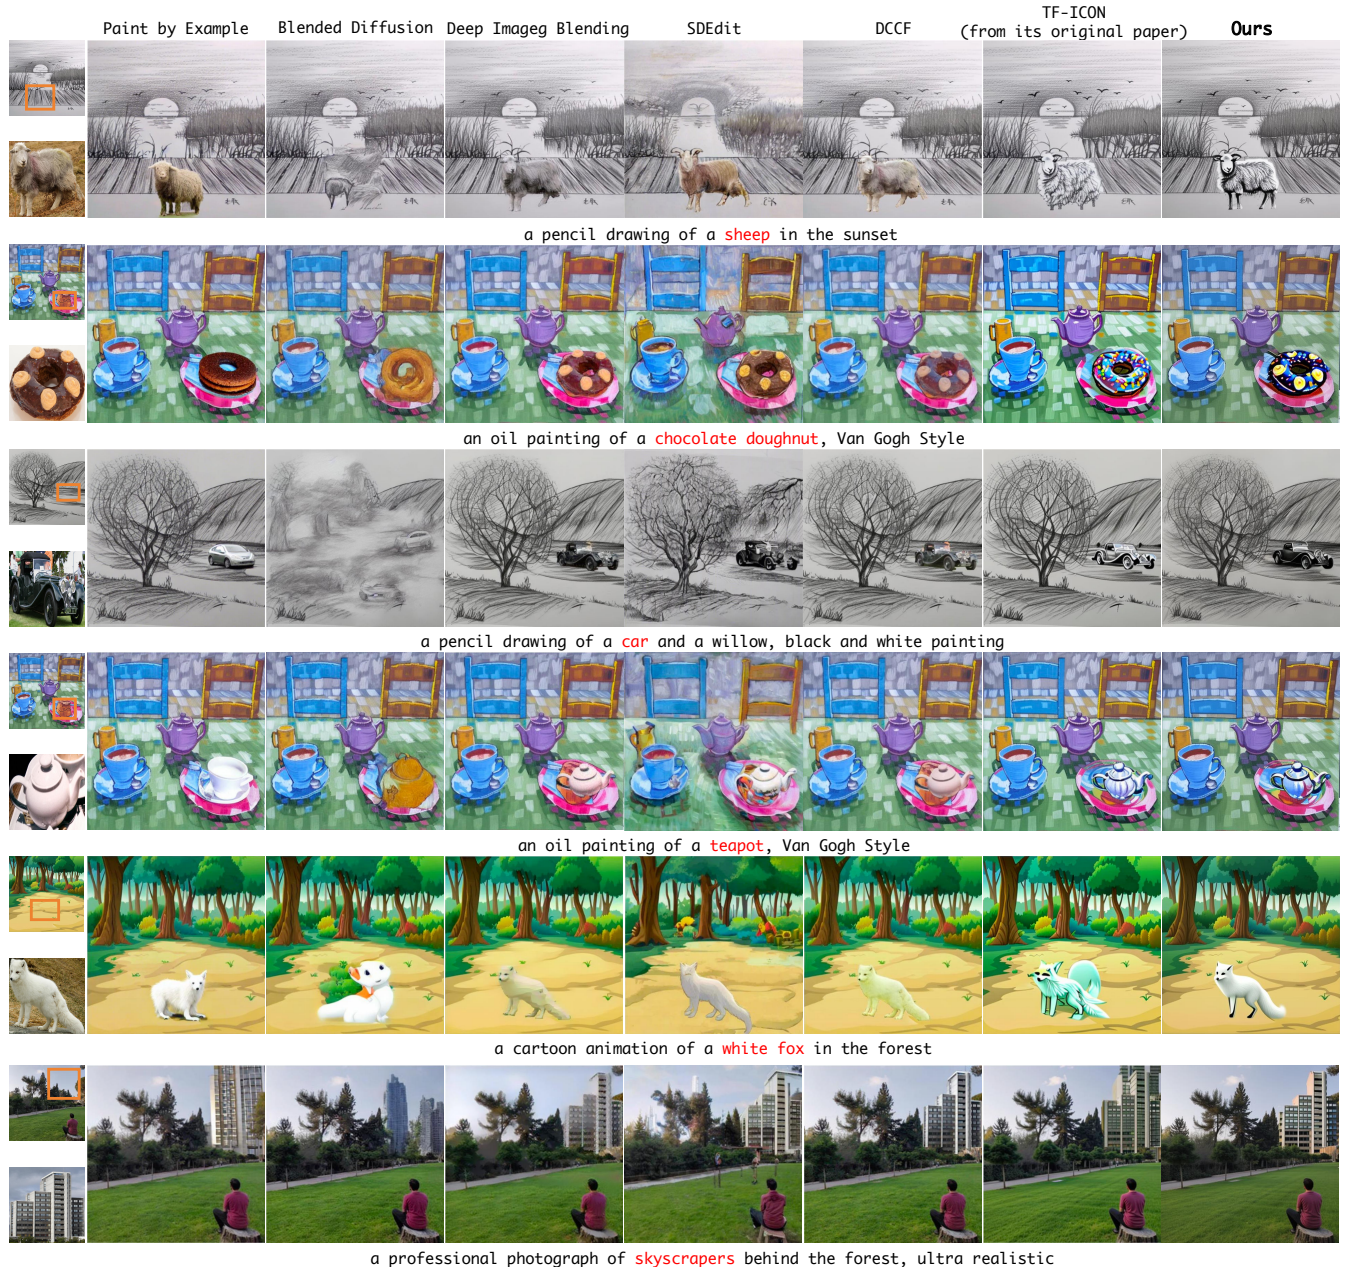 Paint by Example
Blended Diffusion
Deep Imageg Blending
SDEdit
DCCF
TF-ICON
(from its original paper)
Ours
a pencil drawing of a sheep in the sunset
an oil painting of a chocolate doughnut, Van Gogh Style
a pencil drawing of a car and a willow, black and white painting
an oil painting of a teapot, Van Gogh Style
a cartoon animation of a white fox in the forest
a professional photograph of skyscrapers behind the forest, ultra realistic